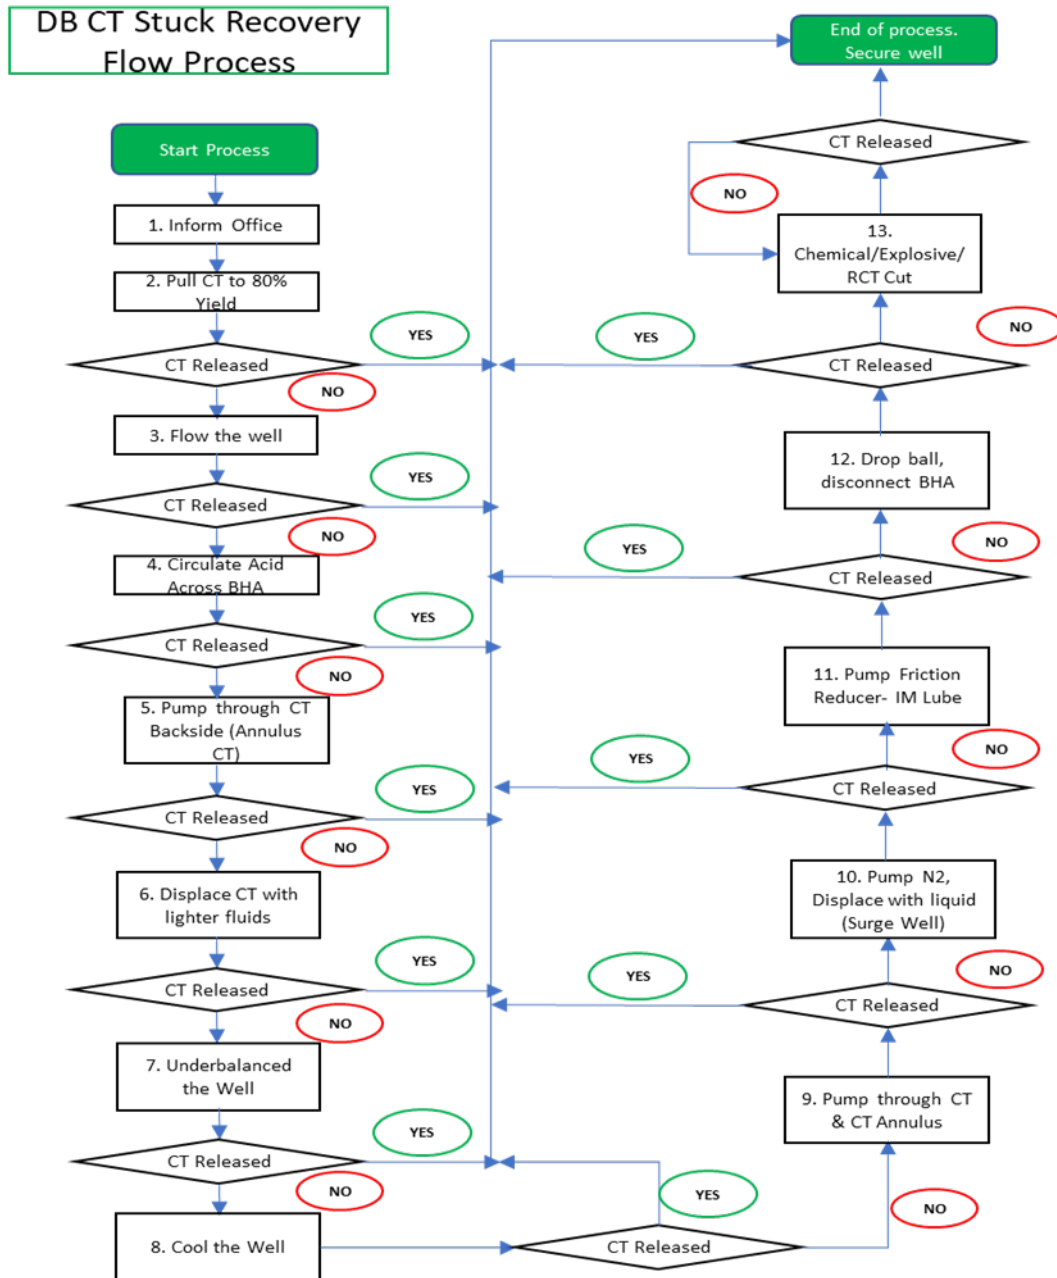 DB CT Stuck Recovery
Flow Process
Start Process
1. Inform Office
2. Pull CT to 80%
Yield
YES
CT Released
NO
3. Flow the well
YES
CT Released
NO
4. Circulate Acid
Across BHA
CT Released
YES
NO
5. Pump through CT
Backside (Annulus
CT)
YES
CT Released
NO
6. Displace CT with
lighter fluids
YES
CT Released
NO
7. Underbalanced
the Well
YES
CT Released
NO
8. Cool the Well
YES
CT Released
NO
9. Pump through CT
& CT Annulus
YES
CT Released
NO
10. Pump N2,
Displace with liquid
(Surge Well)
YES
CT Released
NO
11. Pump Friction
Reducer- IM Lube
YES
CT Released
NO
12. Drop ball,
disconnect BHA
YES
CT Released
NO
13.
Chemical/Explosive/
RCT Cut
NO
CT Released
End of process.
Secure well